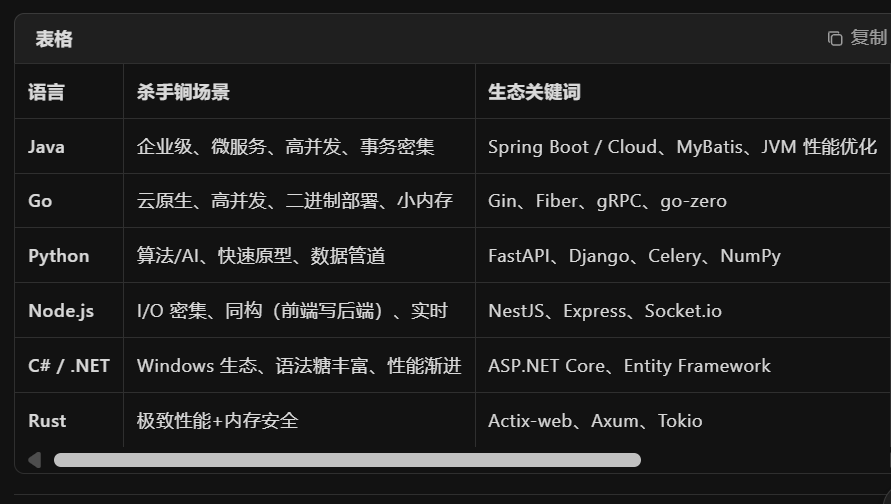 表格
复制
语言 杀手锏场景 生态关键词
Java 企业级、微服务、高并发、事务密集 Spring Boot / Cloud、MyBatis、JVM 性能优化
Go 云原生、高并发、二进制部署、小内存 Gin、Fiber、gRPC、go-zero
Python 算法/AI、快速原型、数据管道 FastAPI、Django、Celery、NumPy
Node.js I/O 密集、同构（前端写后端）、实时 NestJS、Express、Socket.io
C# / .NET Windows 生态、语法糖丰富、性能渐进 ASP.NET Core、Entity Framework
Rust 极致性能+内存安全 Actix-web、Axum、Tokio